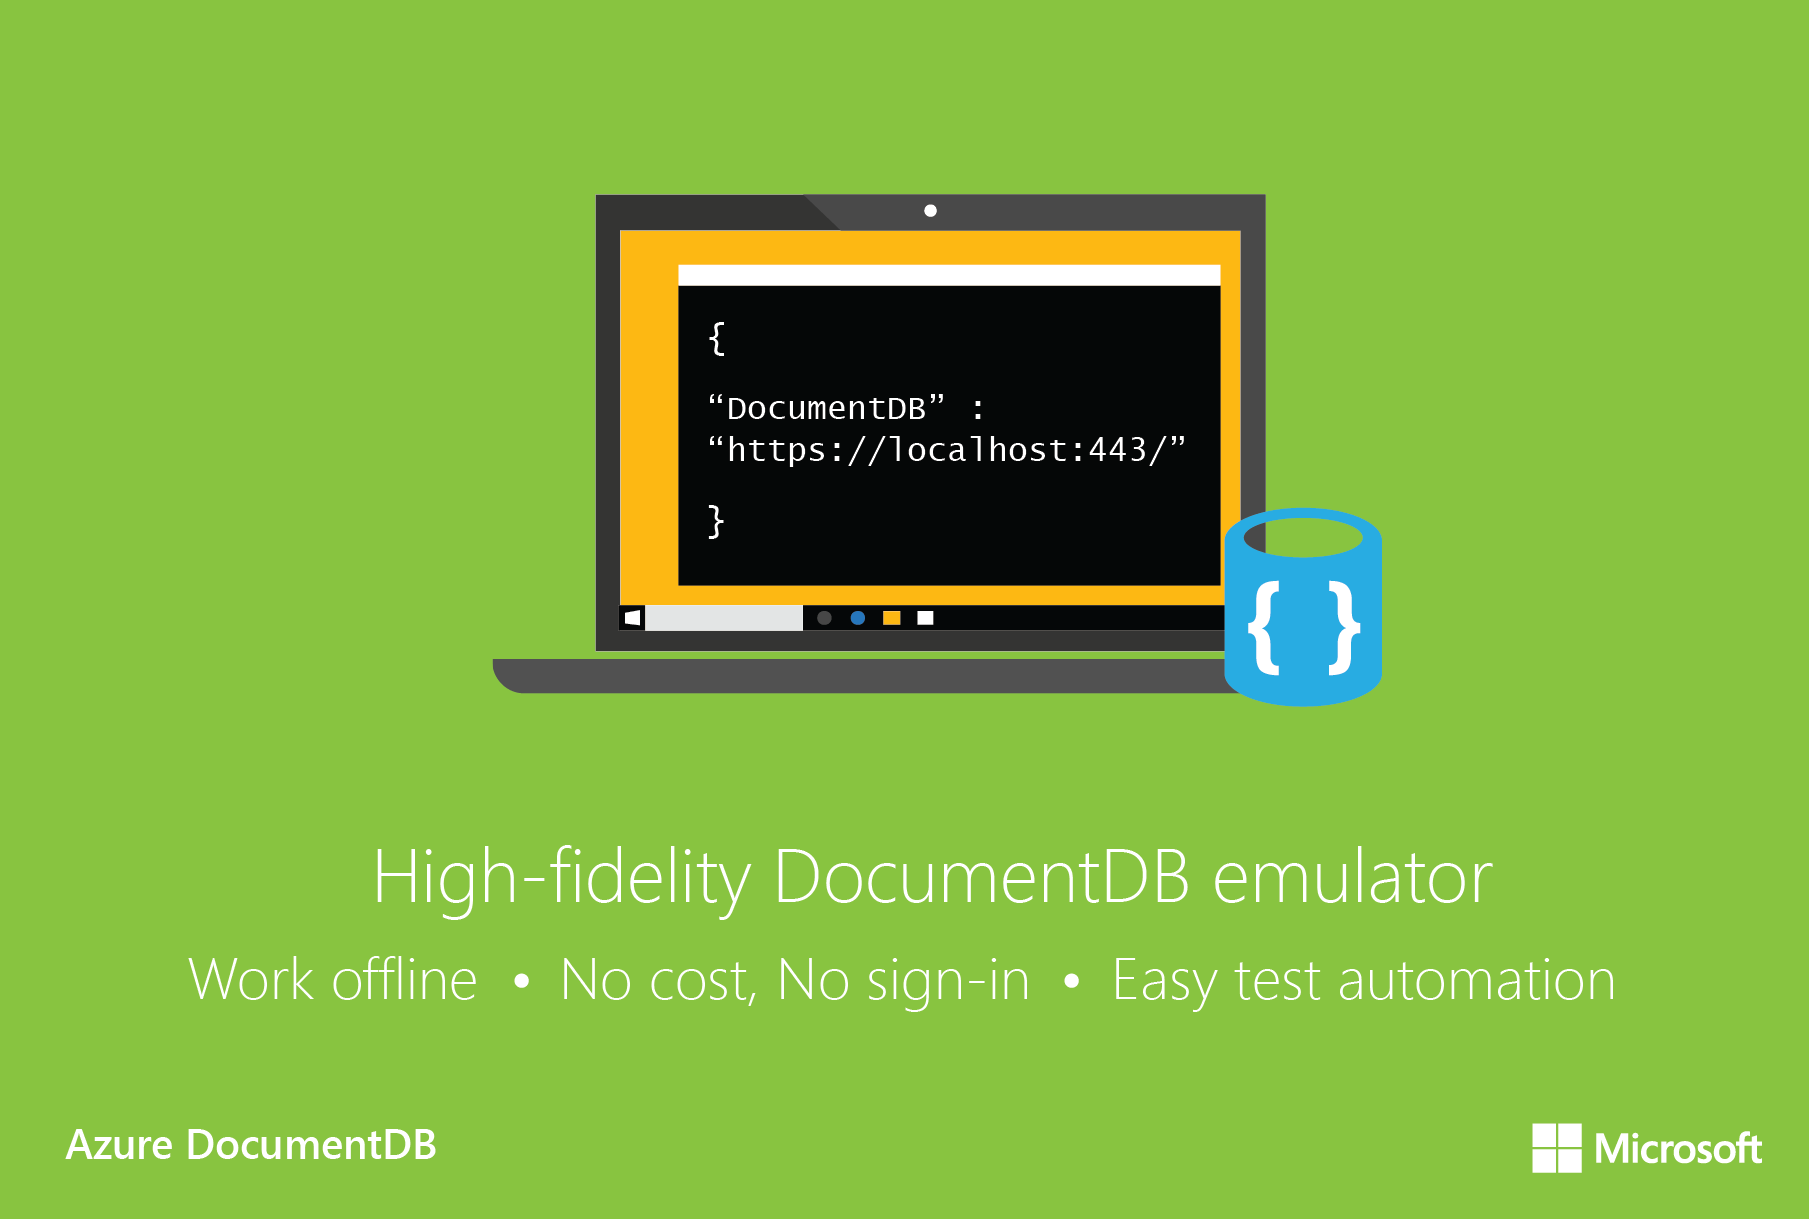 {
“DocumentDB” :
“https://localhost:443/”
}
{ }
High-fidelity DocumentDB emulator
Work offline • No cost, No sign-in • Easy test automation
Azure DocumentDB
Microsoft